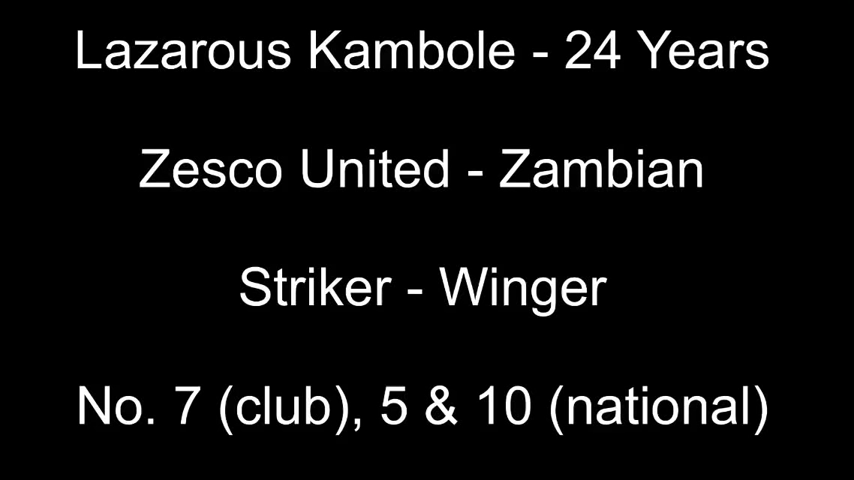 Lazarous Kambole - 24 Years
Zesco United - Zambian
Striker - Winger
No. 7 (club), 5 & 10 (national)